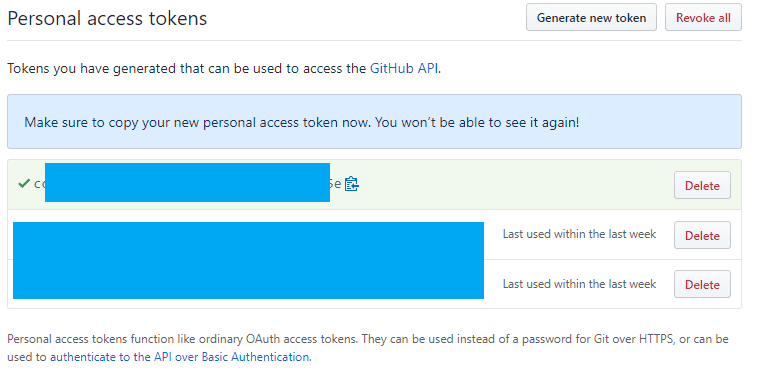 Personal access tokens
Generate new token
Revoke all
Tokens you have generated that can be used to access the GitHub API.
Make sure to copy your new personal access token now. You won't be able to see it again!
Delete
Last used within the last week
Delete
Last used within the last week
Delete
Personal access tokens function like ordinary OAuth access tokens. They can be used instead of a password for Git over HTTPS, or can be
used to authenticate to the API over Basic Authentication.